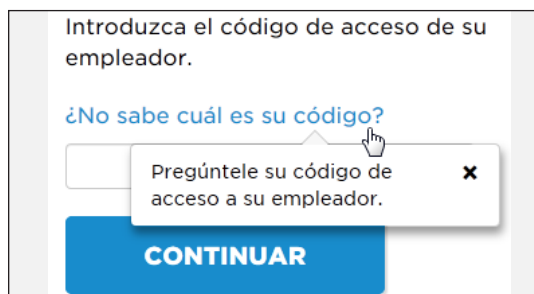 Introduzca el código de acceso de su
empleador.
¿No sabe cuál es su código?
Pregúntele su código de
acceso a su empleador.
CONTINUAR